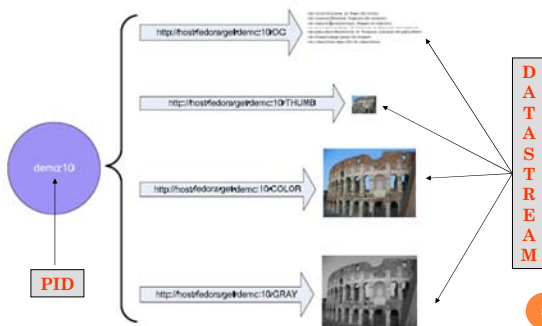 http://host/fedora/get/demo:10/DC
http://host/fedora/get/demo:10/THUMB
demo:10
http://host/fedora/get/demo:10/COLOR
PID
http://host/fedora/get/demo:10/GRAY
D
A
T
A
S
T
R
E
A
M